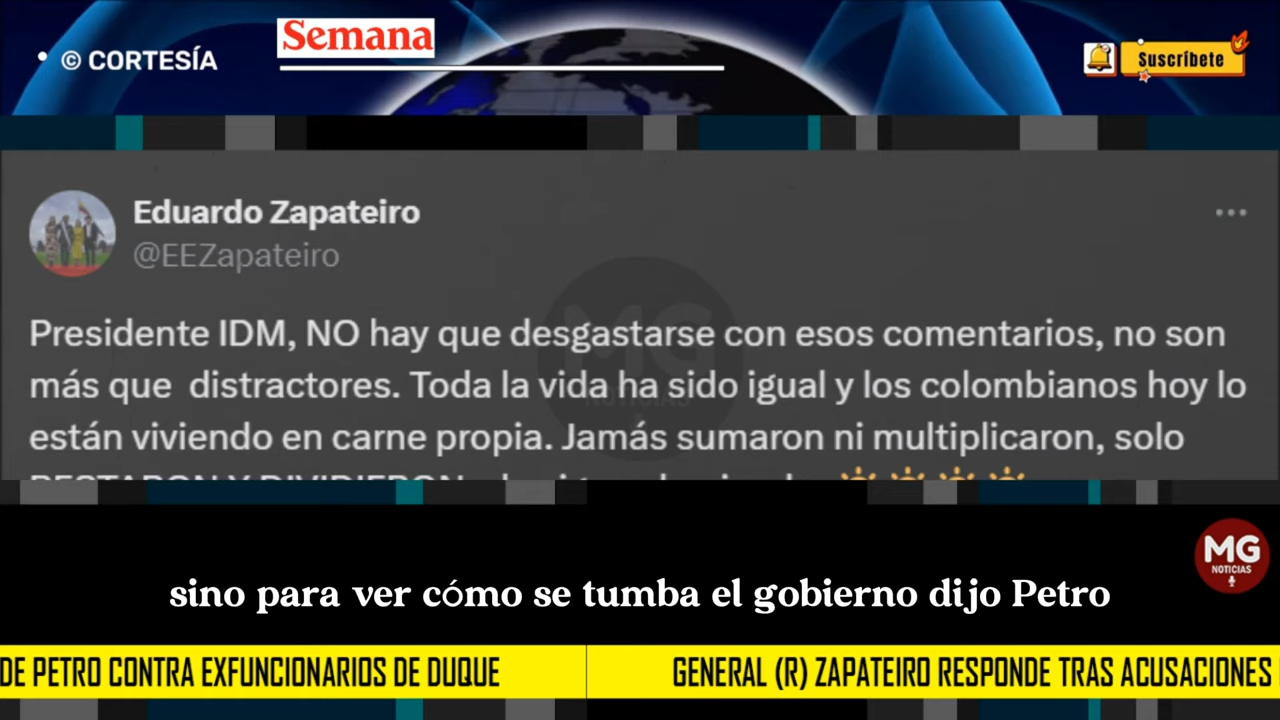 © CORTESÍA
Semana
Suscríbete
Eduardo Zapateiro
@EEZapateiro
Presidente IDM, NO hay que desgastarse con esos comentarios, no son
más que distractores. Toda la vida ha sido igual y los colombianos hoy lo
están viviendo en carne propia. Jamás sumaron ni multiplicaron, solo
RESTARON Y DIVIDIERON
MG
NOTICIAS
sino para ver cómo se tumba el gobierno dijo Petro
DE PETRO CONTRA EXFUNCIONARIOS DE DUQUE
GENERAL (R) ZAPATEIRO RESPONDE TRAS ACUSACIONES